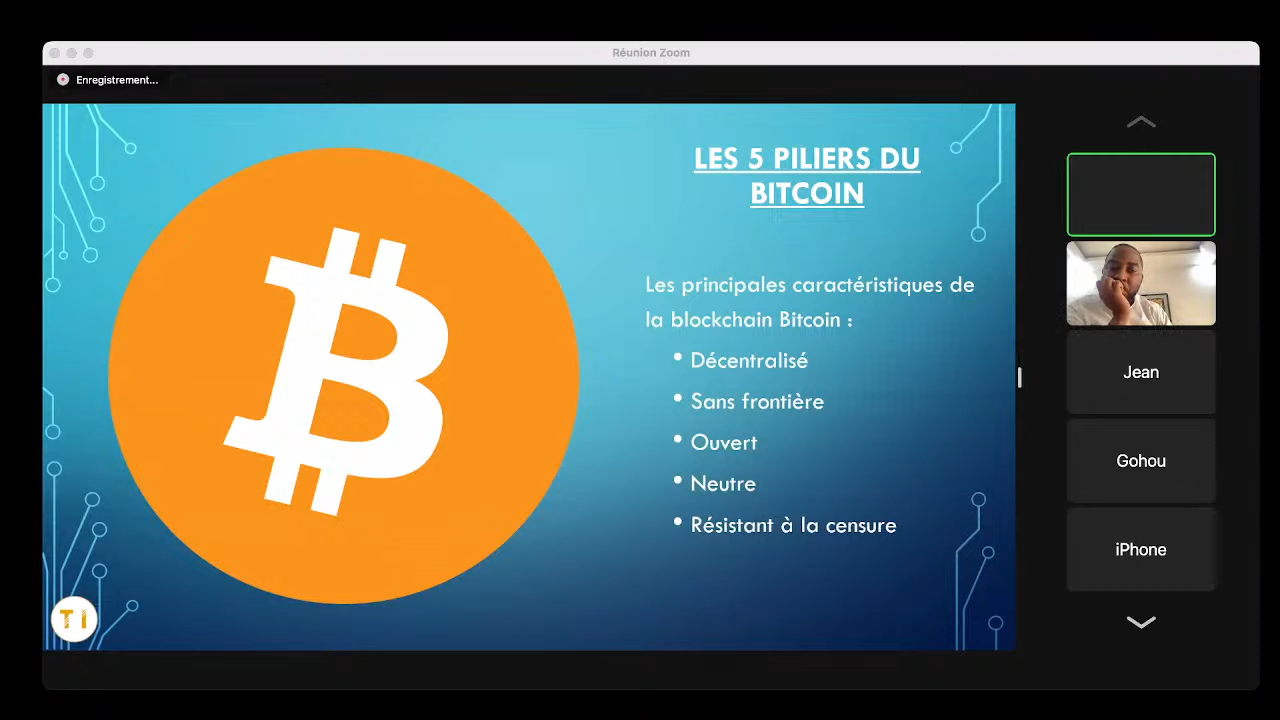 Réunion Zoom
Enregistrement...
LES 5 PILIERS DU
BITCOIN
Les principales caractéristiques de
la blockchain Bitcoin :
• Décentralisé
• Sans frontière
• Ouvert
• Neutre
• Résistant à la censure
TI
Jean
Gohou
iPhone